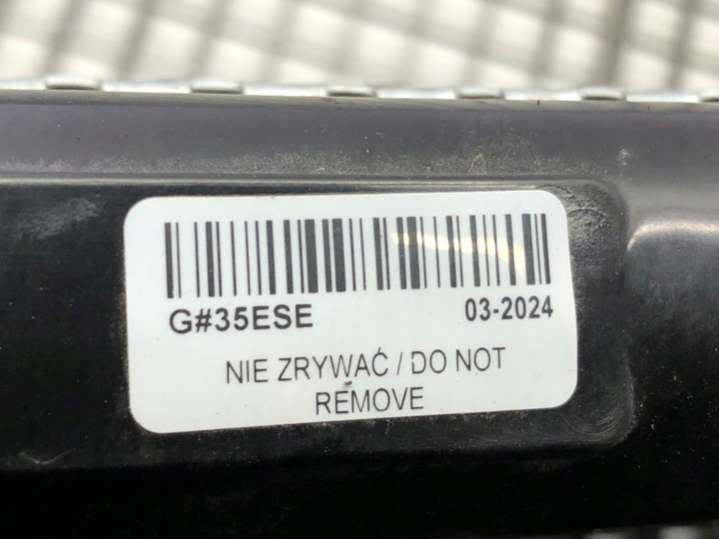 G#35ESE 03-2024
NIE ZRYWAĆ / DO NOT
REMOVE